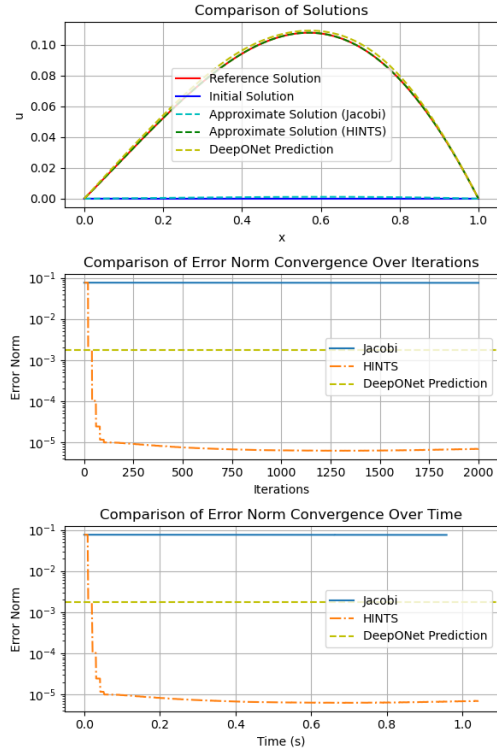 Comparison of Solutions
0.10
0.08
0.06
0.04
0.02
0.00
u
Reference Solution
Initial Solution
Approximate Solution (Jacobi)
Approximate Solution (HINTS)
DeepONet Prediction
0.0 0.2 0.4 0.6 0.8 1.0
x
Comparison of Error Norm Convergence Over Iterations
10⁻¹
10⁻²
10⁻³
10⁻⁴
10⁻⁵
Error Norm
Jacobi
HINTS
DeepONet Prediction
0 250 500 750 1000 1250 1500 1750 2000
Iterations
Comparison of Error Norm Convergence Over Time
10⁻¹
10⁻²
10⁻³
10⁻⁴
10⁻⁵
Error Norm
Jacobi
HINTS
DeepONet Prediction
0.0 0.2 0.4 0.6 0.8 1.0
Time (s)